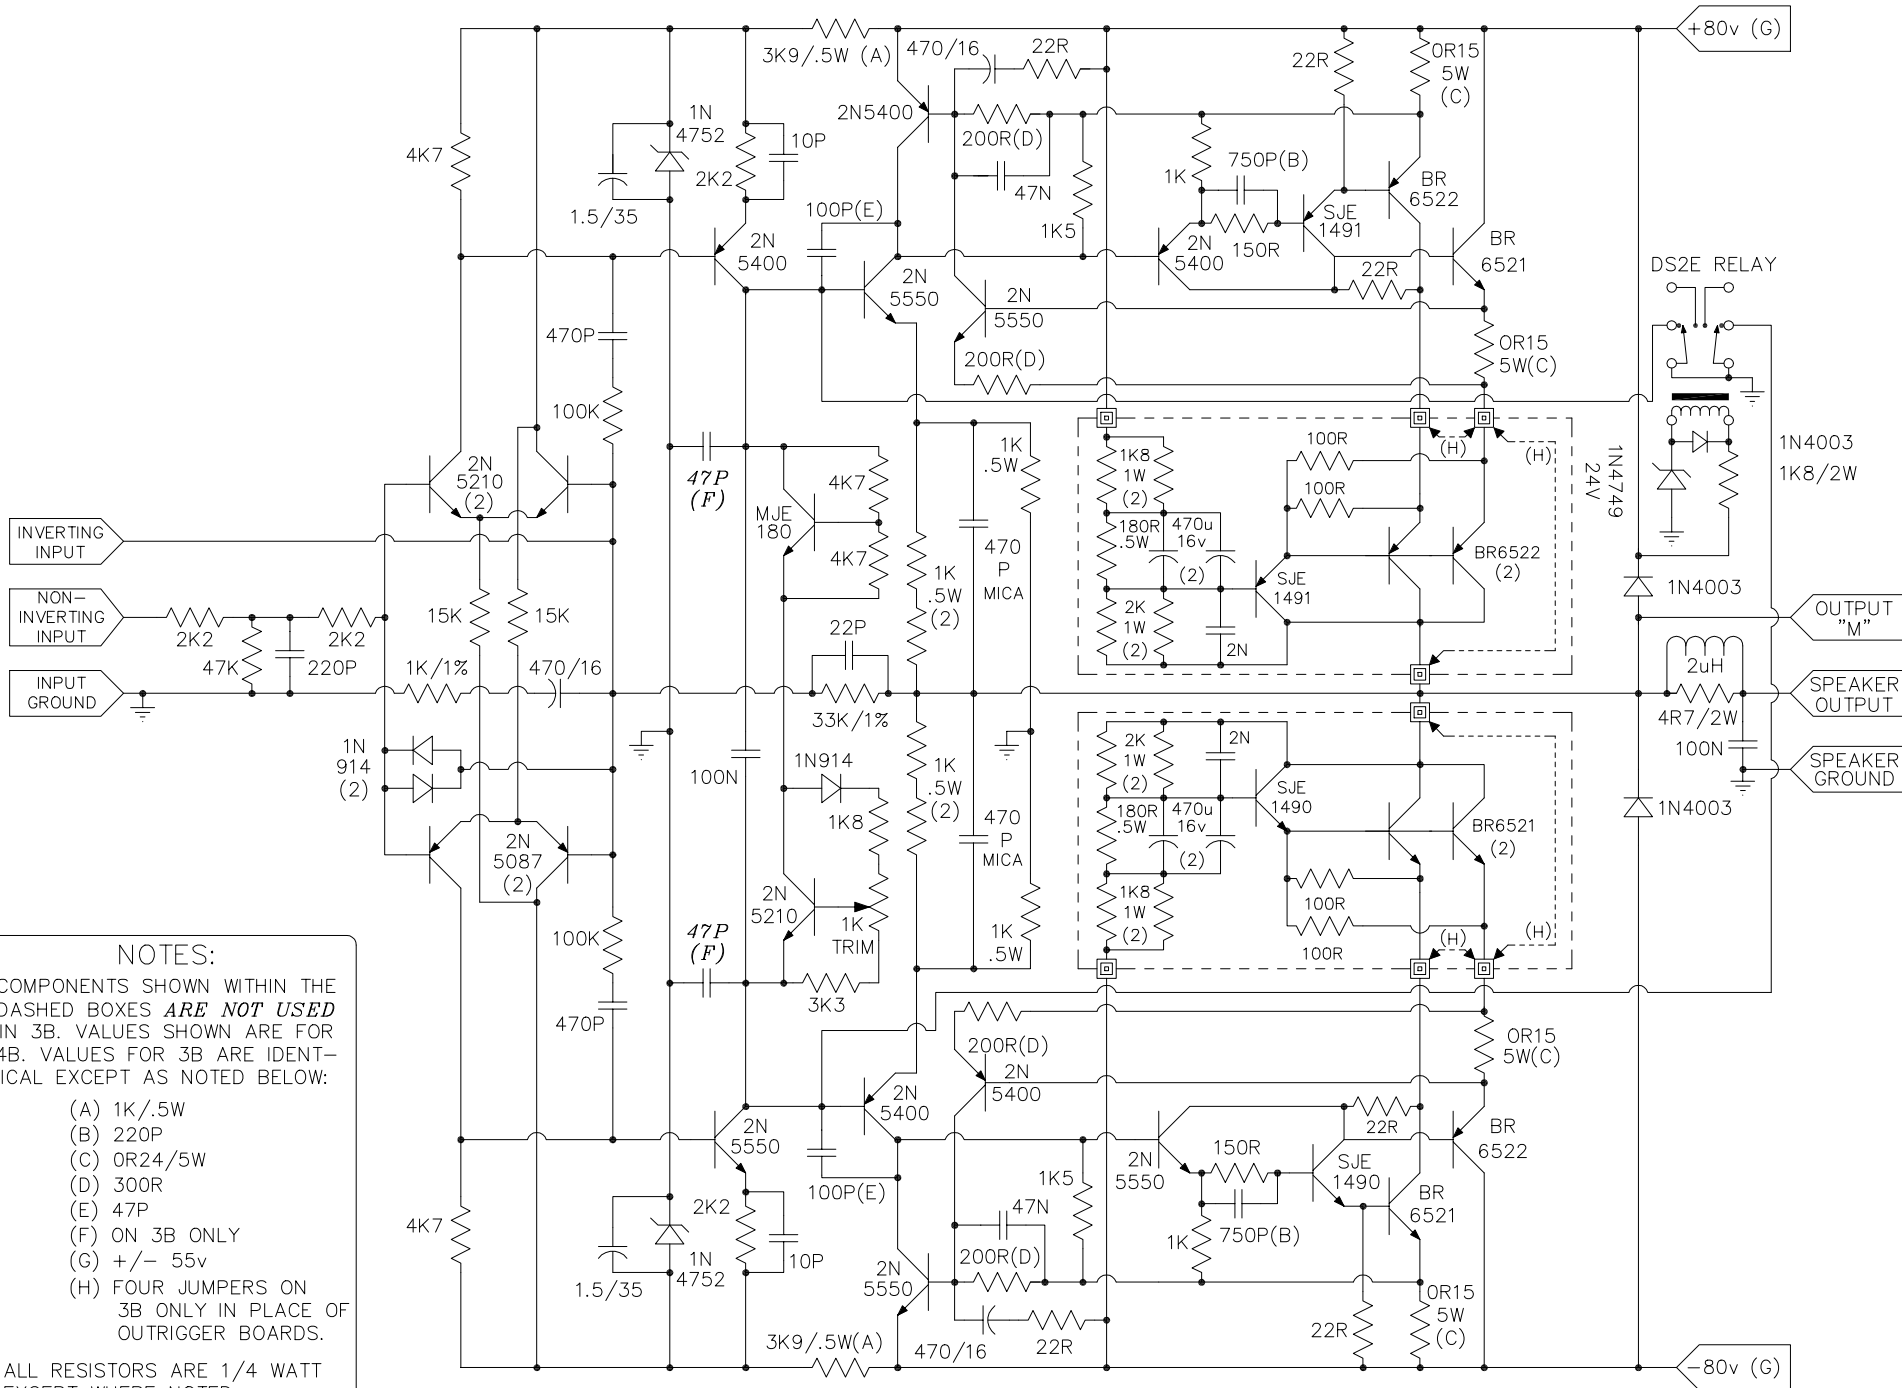 +80v (G)
3K9/.5W (A)
470/16
22R
22R
0R15
5W
(C)
1N
4752
10P
2N5400
200R(D)
4K7
2K2
47N
1K
750P(B)
BR
6522
1.5/35
100P(E)
SJE
1491
1K5
150R
2N
5400
2N
5400
BR
6521
22R
DS2E RELAY
2N
5550
2N
5550
470P
200R(D)
0R15
5W(C)
100K
1K
.5W
100R
(H)
(H)
1N4749
24V
1N4003
1K8/2W
2N
5210
(2)
47P
(F)
4K7
1K8
1W
(2)
100R
MJE
180
INVERTING
INPUT
180R
.5W
470u
16v
(2)
470
P
MICA
4K7
BR6522
(2)
1K
.5W
(2)
SJE
1491
1N4003
NON-
INVERTING
INPUT
2K2
2K2
15K
15K
2K
1W
(2)
OUTPUT
"M"
47K
220P
22P
2N
1K/1%
470/16
2uH
INPUT
GROUND
SPEAKER
OUTPUT
33K/1%
4R7/2W
1N
914
(2)
100N
1N914
1K
.5W
(2)
2K
1W
(2)
2N
100N
SPEAKER
GROUND
SJE
1490
1K8
180R
.5W
470u
16v
(2)
1N4003
BR6521
(2)
2N
5087
(2)
470
P
MICA
2N
5210
1K
TRIM
1K8
1W
(2)
100R
100K
47P
(F)
1K
.5W
100R
(H)
(H)
3K3
470P
200R(D)
0R15
5W(C)
2N
5400
2N
5400
22R
BR
6522
2N
5550
150R
SJE
1490
2N
5550
100P(E)
1K5
47N
750P(B)
BR
6521
4K7
2K2
1K
1N
4752
10P
200R(D)
2N
5550
1.5/35
0R15
5W
(C)
22R
3K9/.5W(A)
470/16
22R
-80v (G)
NOTES:
COMPONENTS SHOWN WITHIN THE
DASHED BOXES ARE NOT USED
IN 3B. VALUES SHOWN ARE FOR
4B. VALUES FOR 3B ARE IDENT-
ICAL EXCEPT AS NOTED BELOW:
(A) 1K/.5W
(B) 220P
(C) 0R24/5W
(D) 300R
(E) 47P
(F) ON 3B ONLY
(G) +/- 55v
(H) FOUR JUMPERS ON
3B ONLY IN PLACE OF
OUTRIGGER BOARDS.
ALL RESISTORS ARE 1/4 WATT
EXCEPT WHERE NOTED